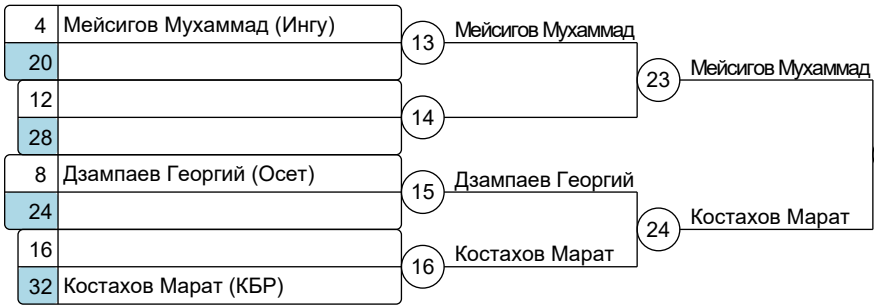 4 Мейсигов Мухаммад (Ингу)
20
13 Мейсигов Мухаммад
12
28
14
23 Мейсигов Мухаммад
8 Дзампаев Георгий (Осет)
24
15 Дзампаев Георгий
16
32 Костахов Марат (КБР)
16 Костахов Марат
24 Костахов Марат